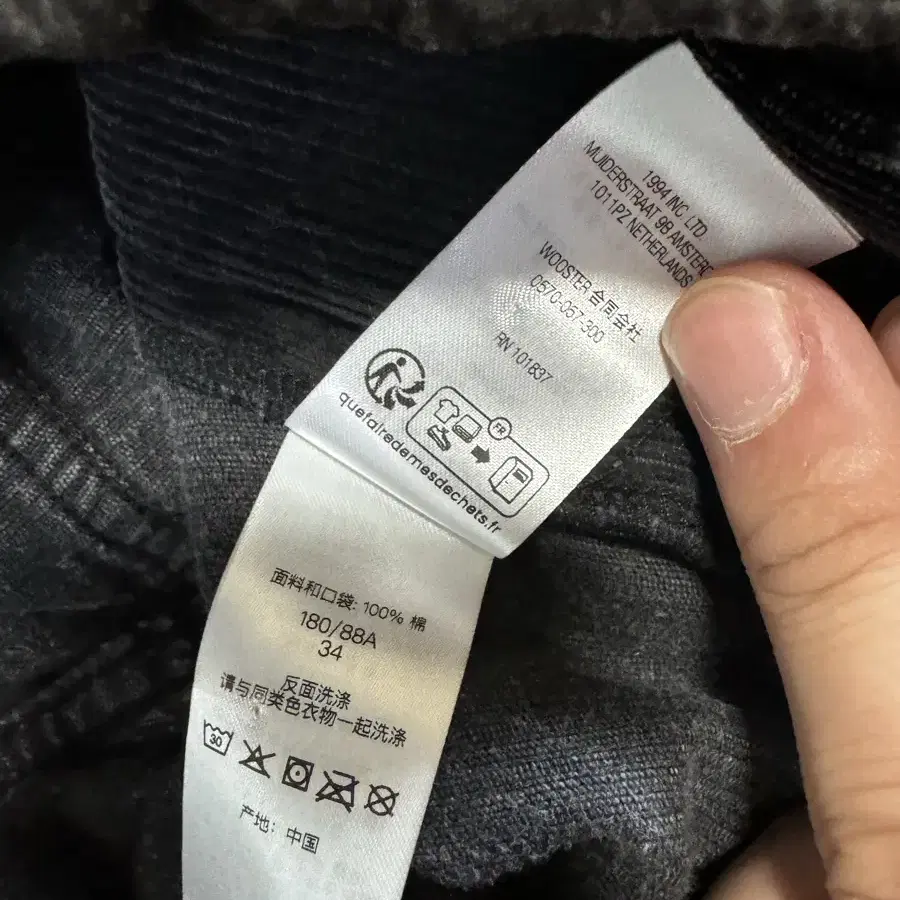 1994 INC. LTD.
MUIDERSTRAAT 9B AMSTERD
1011PZ NETHERLANDS
WOOSTER 合同会社
0670-057-300
RN 101837
FR
quefairedemesdechets.fr
面料和口袋: 100% 棉
180/88A
34
反面洗涤
请与同类色衣物一起洗涤
30
产地: 中国